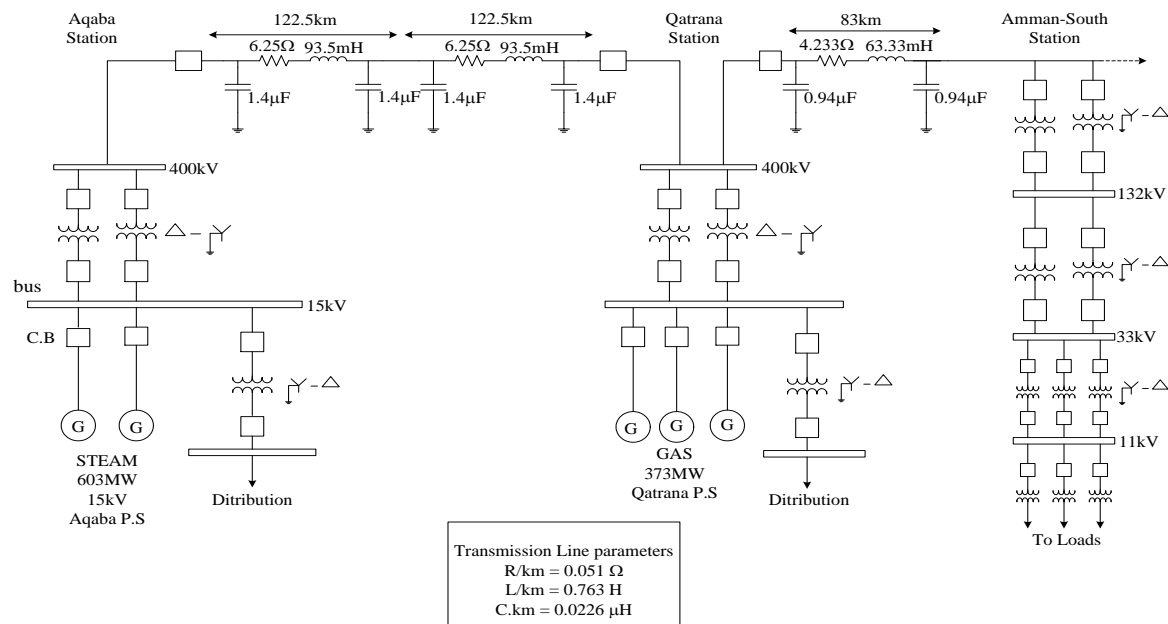 Aqaba
Station
122.5km
122.5km
Qatrana
Station
83km
Amman-South
Station
6.25Ω
93.5mH
6.25Ω
93.5mH
4.233Ω
63.33mH
1.4µF
1.4µF
1.4µF
1.4µF
0.94µF
0.94µF
400kV
400kV
132kV
bus
15kV
15kV
33kV
C.B
11kV
G
G
G
G
G
STEAM
603MW
15kV
Aqaba P.S
GAS
373MW
Qatrana P.S
Ditribution
Ditribution
To Loads
Transmission Line parameters
R/km = 0.051 Ω
L/km = 0.763 H
C.km = 0.0226 µH